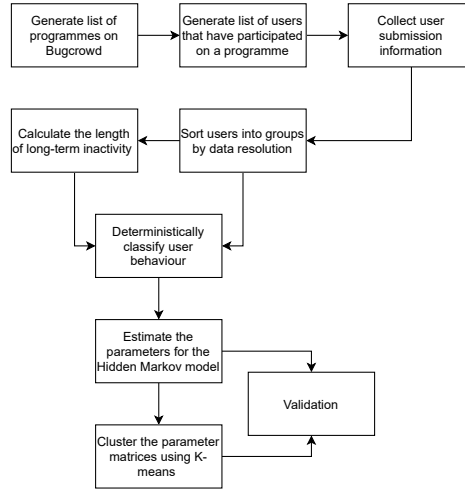 Generate list of
programmes on
Bugcrowd
Generate list of users
that have participated
on a programme
Collect user
submission
information
Calculate the length
of long-term inactivity
Sort users into groups
by data resolution
Deterministically
classify user
behaviour
Estimate the
parameters for the
Hidden Markov model
Validation
Cluster the parameter
matrices using K-
means